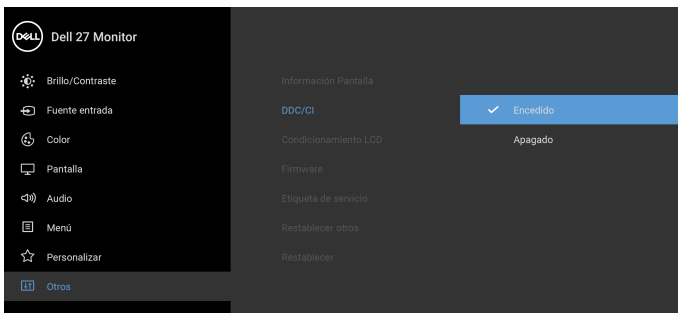 DELL
Dell 27 Monitor
Brillo/Contraste
Fuente entrada
Color
Pantalla
Audio
Menú
Personalizar
Otros
Información Pantalla
DDC/CI
Condicionamiento LCD
Firmware
Etiqueta de servicio
Restablecer otros
Restablecer
Encedido
Apagado